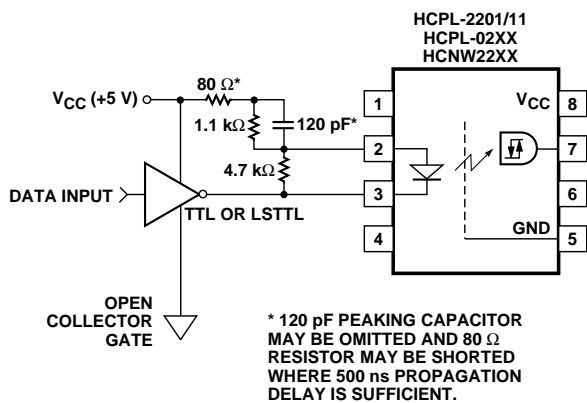 HCPL-2201/11
HCPL-02XX
HCNW22XX
VCC (+5 V)
80 Ω*
1.1 kΩ
120 pF*
4.7 kΩ
DATA INPUT
TTL OR LSTTL
OPEN
COLLECTOR
GATE
1
2
3
4
VCC
8
7
6
GND
5
* 120 pF PEAKING CAPACITOR
MAY BE OMITTED AND 80 Ω
RESISTOR MAY BE SHORTED
WHERE 500 ns PROPAGATION
DELAY IS SUFFICIENT.